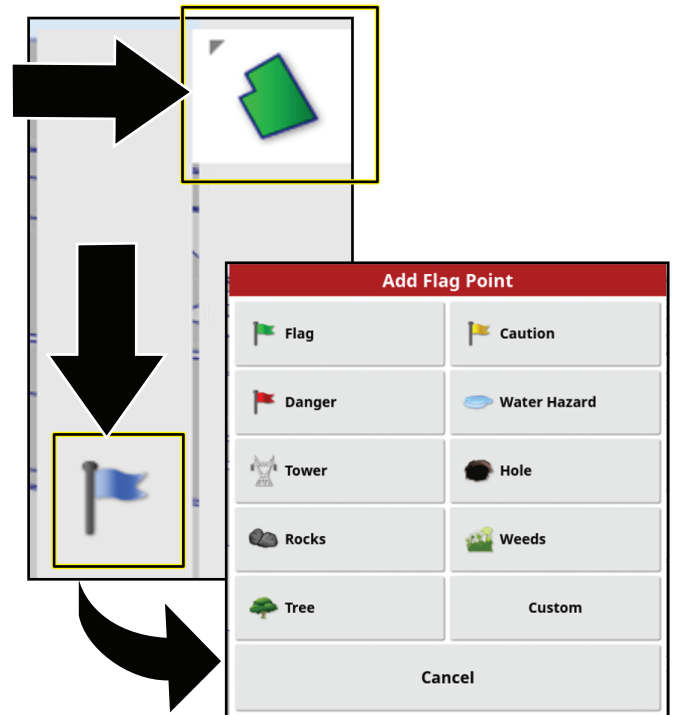 Add Flag Point
Flag
Caution
Danger
Water Hazard
Tower
Hole
Rocks
Weeds
Tree
Custom
Cancel